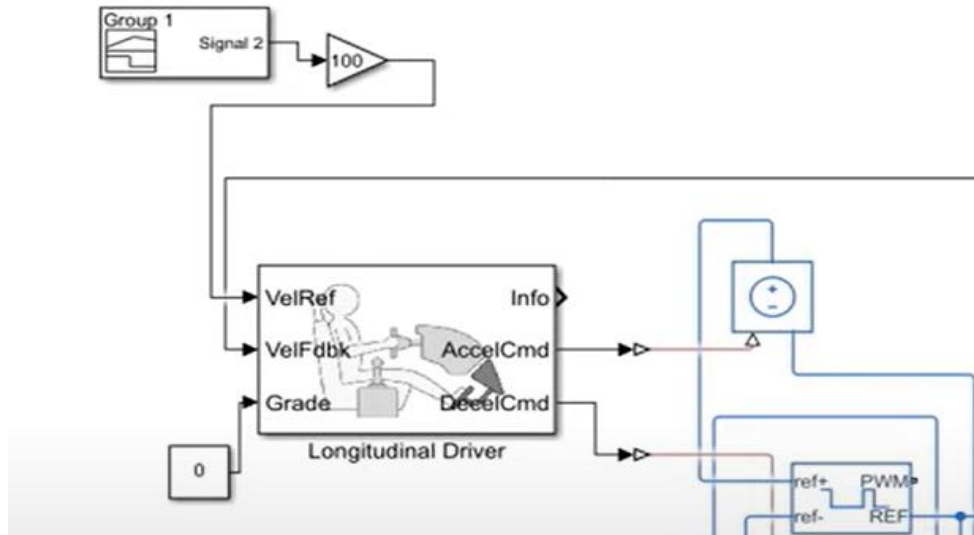 Group 1
Signal 2
100
VelRef
Info
VelFdbk
AccelCmd
Grade
DecelCmd
Longitudinal Driver
0
ref+
PWM
ref-
REF